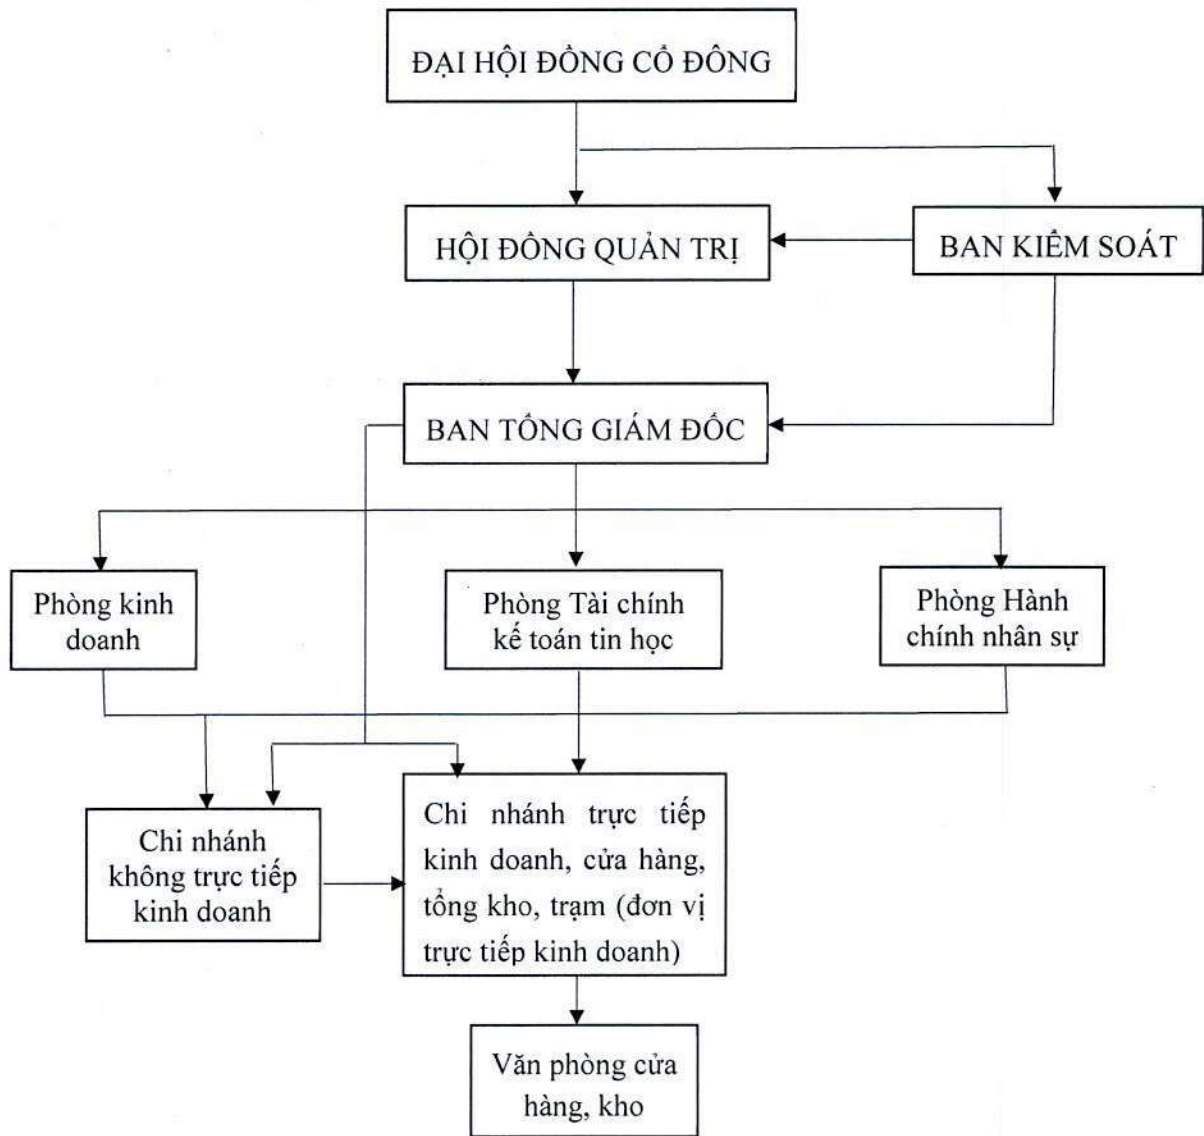 ĐẠI HỘI ĐỒNG CỔ ĐÔNG
HỘI ĐỒNG QUẢN TRỊ
BAN KIỂM SOÁT
BAN TỔNG GIÁM ĐỐC
Phòng kinh
doanh
Phòng Tài chính
kế toán tin học
Phòng Hành
chính nhân sự
Chi nhánh
không trực tiếp
kinh doanh
Chi nhánh trực tiếp
kinh doanh, cửa hàng,
tổng kho, trạm (đơn vị
trực tiếp kinh doanh)
Văn phòng cửa
hàng, kho